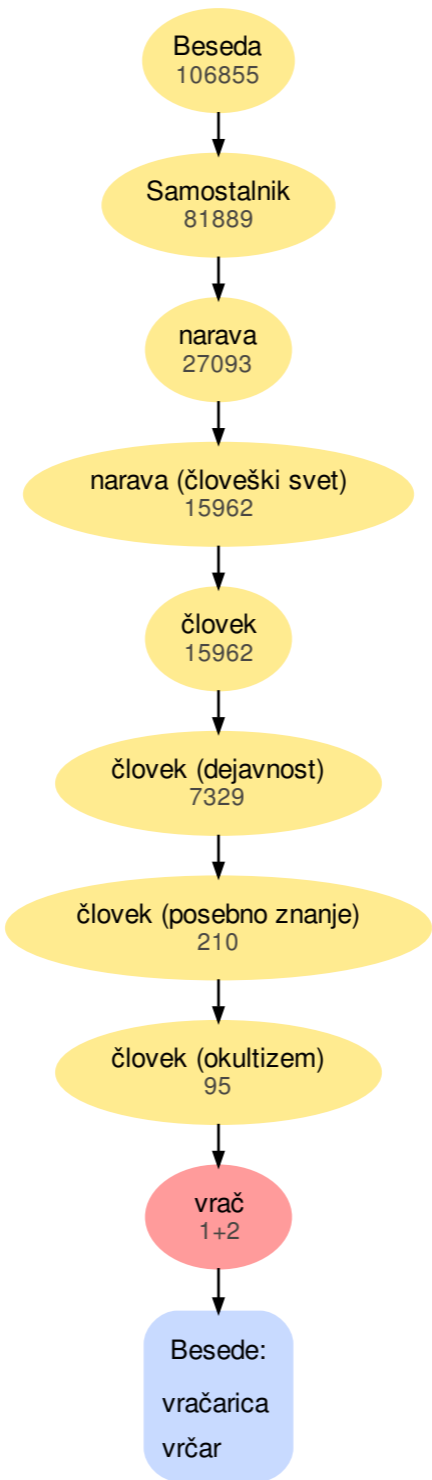 Beseda
106855
Samostalnik
81889
narava
27093
narava (človeški svet)
15962
človek
15962
človek (dejavnost)
7329
človek (posebno znanje)
210
človek (okultizem)
95
vrač
1+2
Besede:
vračarica
vrčar